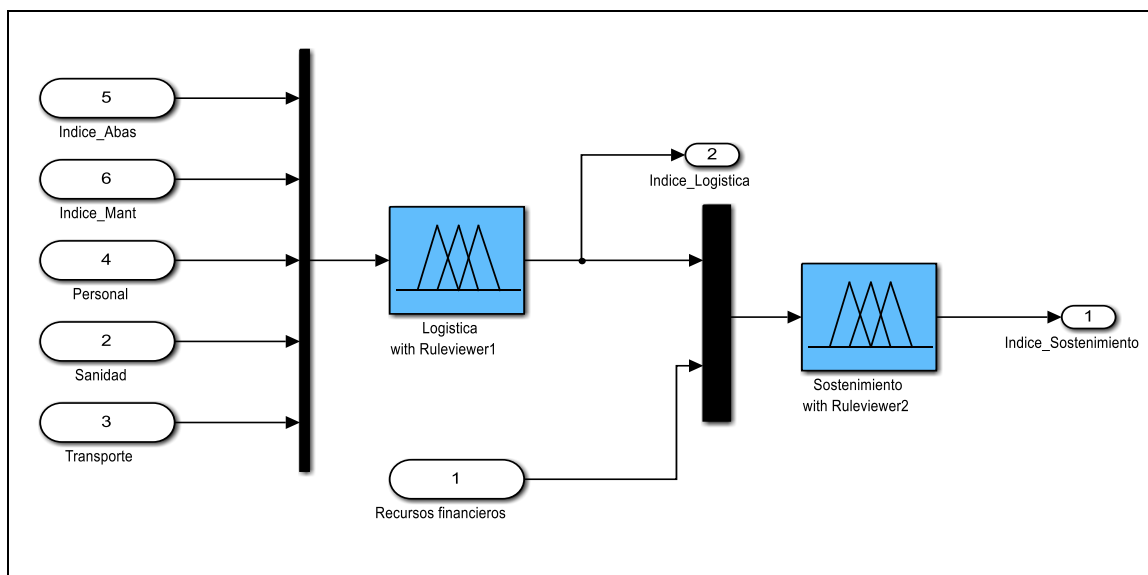 5
Indice_Abas
6
Indice_Mant
4
Personal
2
Sanidad
3
Transporte
Logistica
with Ruleviewer1
2
Indice_Logistica
1
Recursos financieros
Sostenimiento
with Ruleviewer2
1
Indice_Sostenimiento